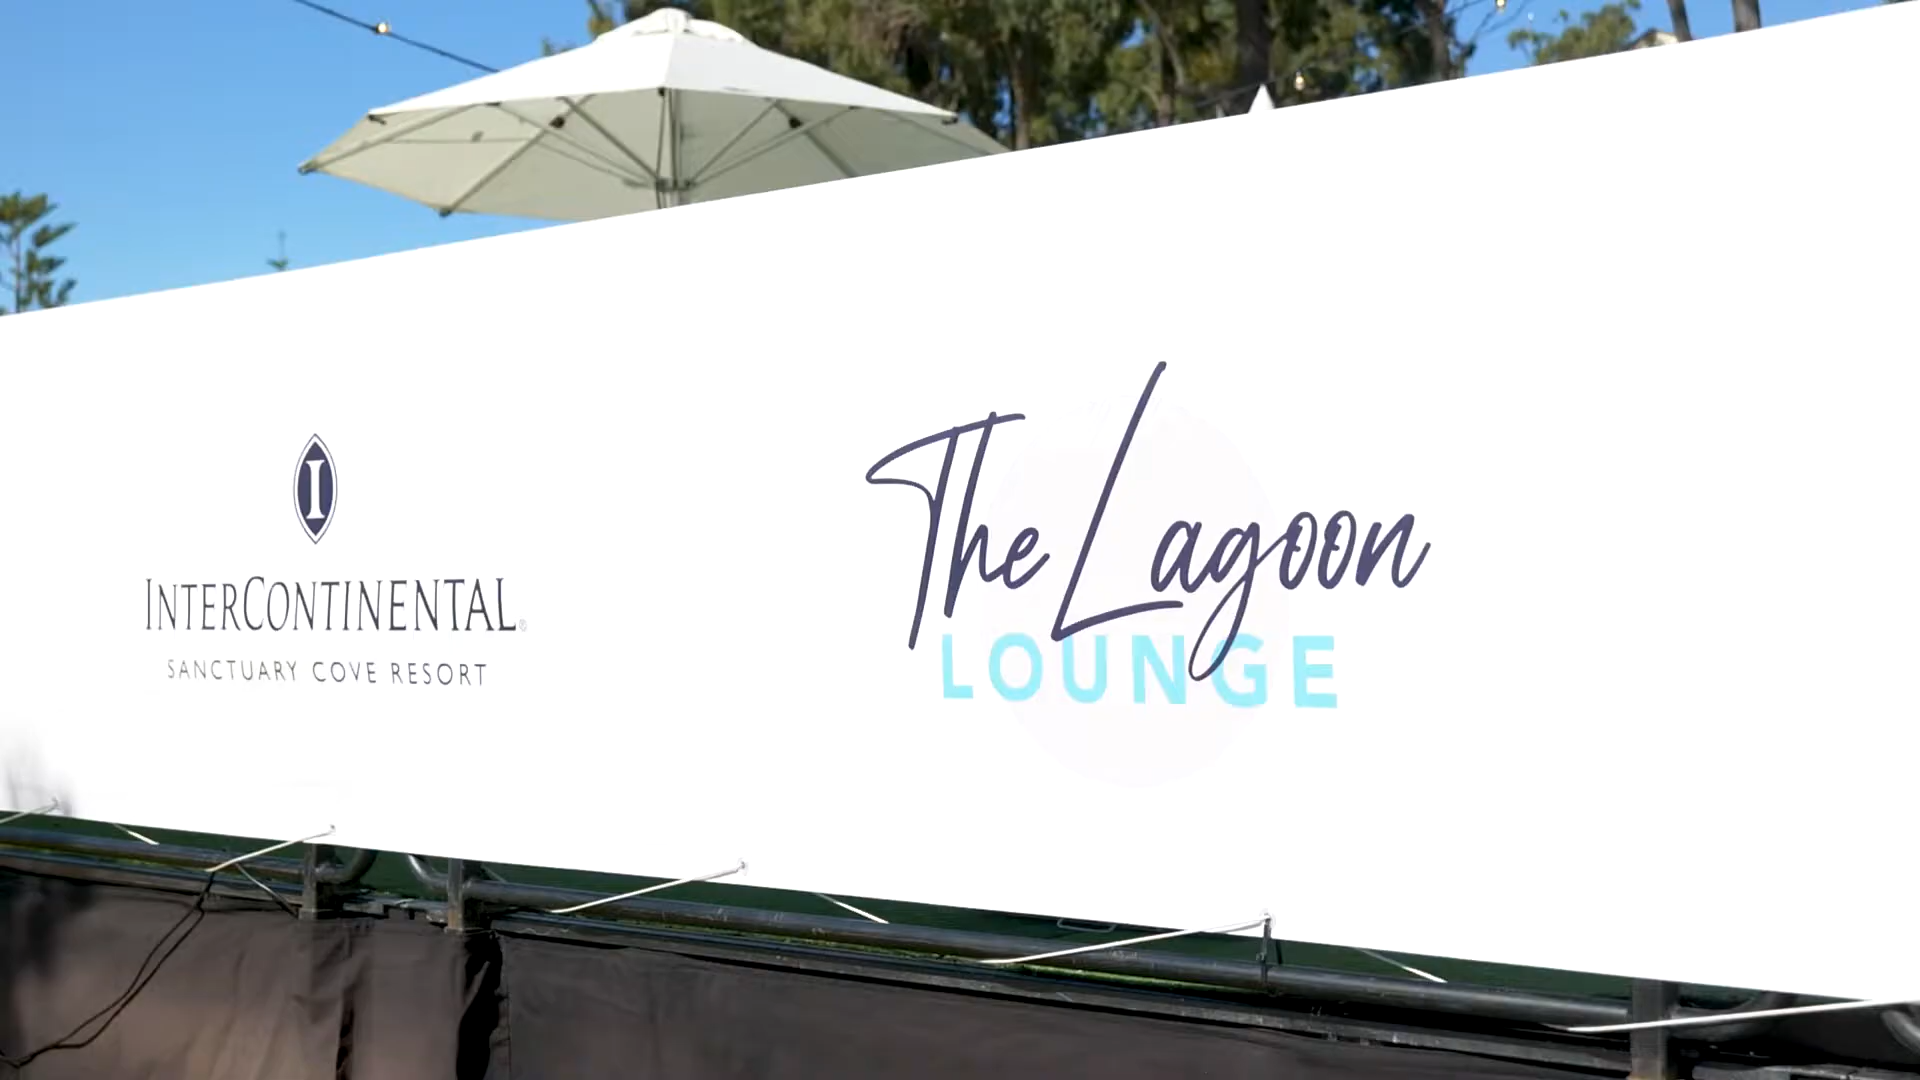 I
INTERCONTINENTAL®
SANCTUARY COVE RESORT
The Lagoon
LOUNGE